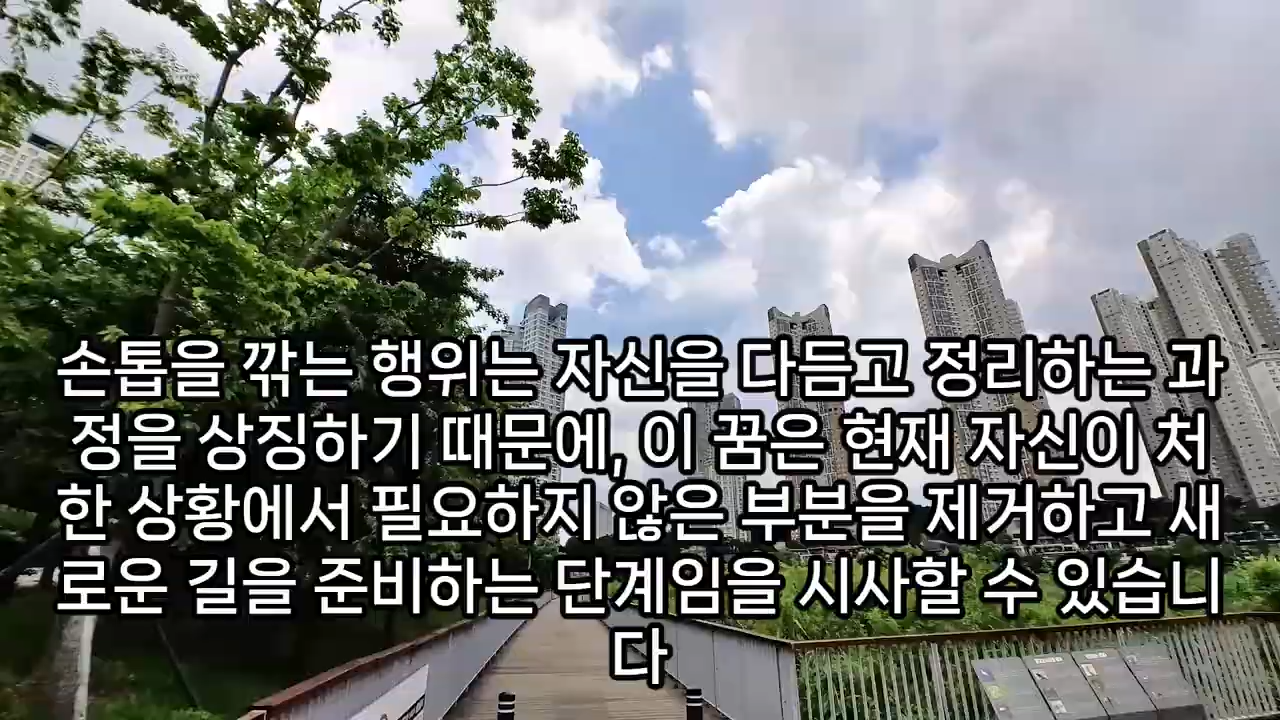 손톱을 깎는 행위는 자신을 다듬고 정리하는 과
정을 상징하기 때문에, 이 꿈은 현재 자신이 처
한 상황에서 필요하지 않은 부분을 제거하고 새
로운 길을 준비하는 단계임을 시사할 수 있습니
다